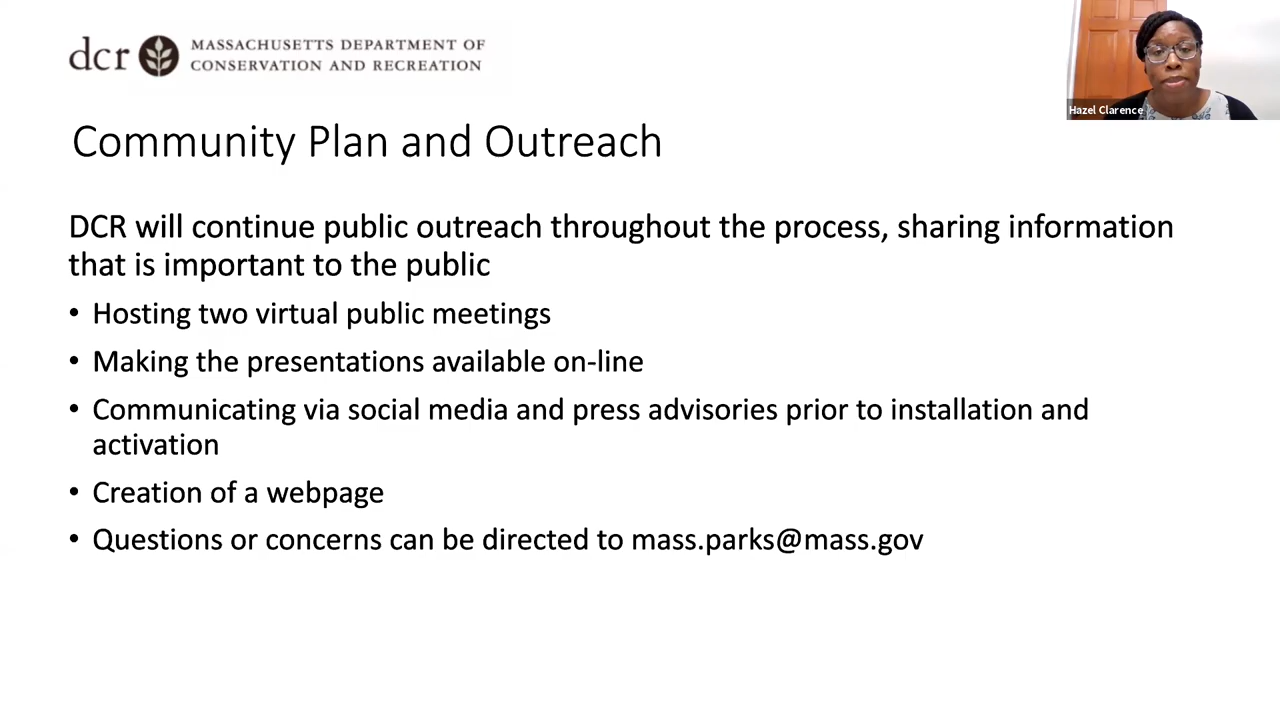 dcr MASSACHUSETTS DEPARTMENT OF
CONSERVATION AND RECREATION
Hazel Clarence
Community Plan and Outreach
DCR will continue public outreach throughout the process, sharing information
that is important to the public
• Hosting two virtual public meetings
• Making the presentations available on-line
• Communicating via social media and press advisories prior to installation and
activation
• Creation of a webpage
• Questions or concerns can be directed to mass.parks@mass.gov